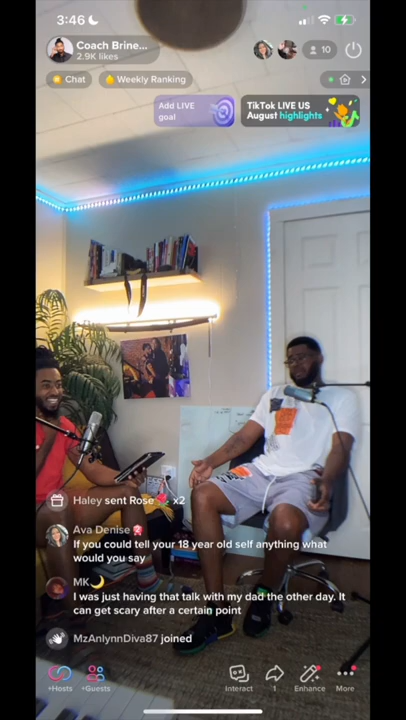 3:46
Coach Brine...
2.9K likes
10
Chat
Weekly Ranking
Add LIVE
goal
TikTok LIVE US
August highlights
Haley sent Rose x2
Ava Denise
If you could tell your 18 year old self anything what
would you say
MK
I was just having that talk with my dad the other day. It
can get scary after a certain point
MzAnlynnDiva87 joined
+Hosts
+Guests
Interact
1
Enhance
More